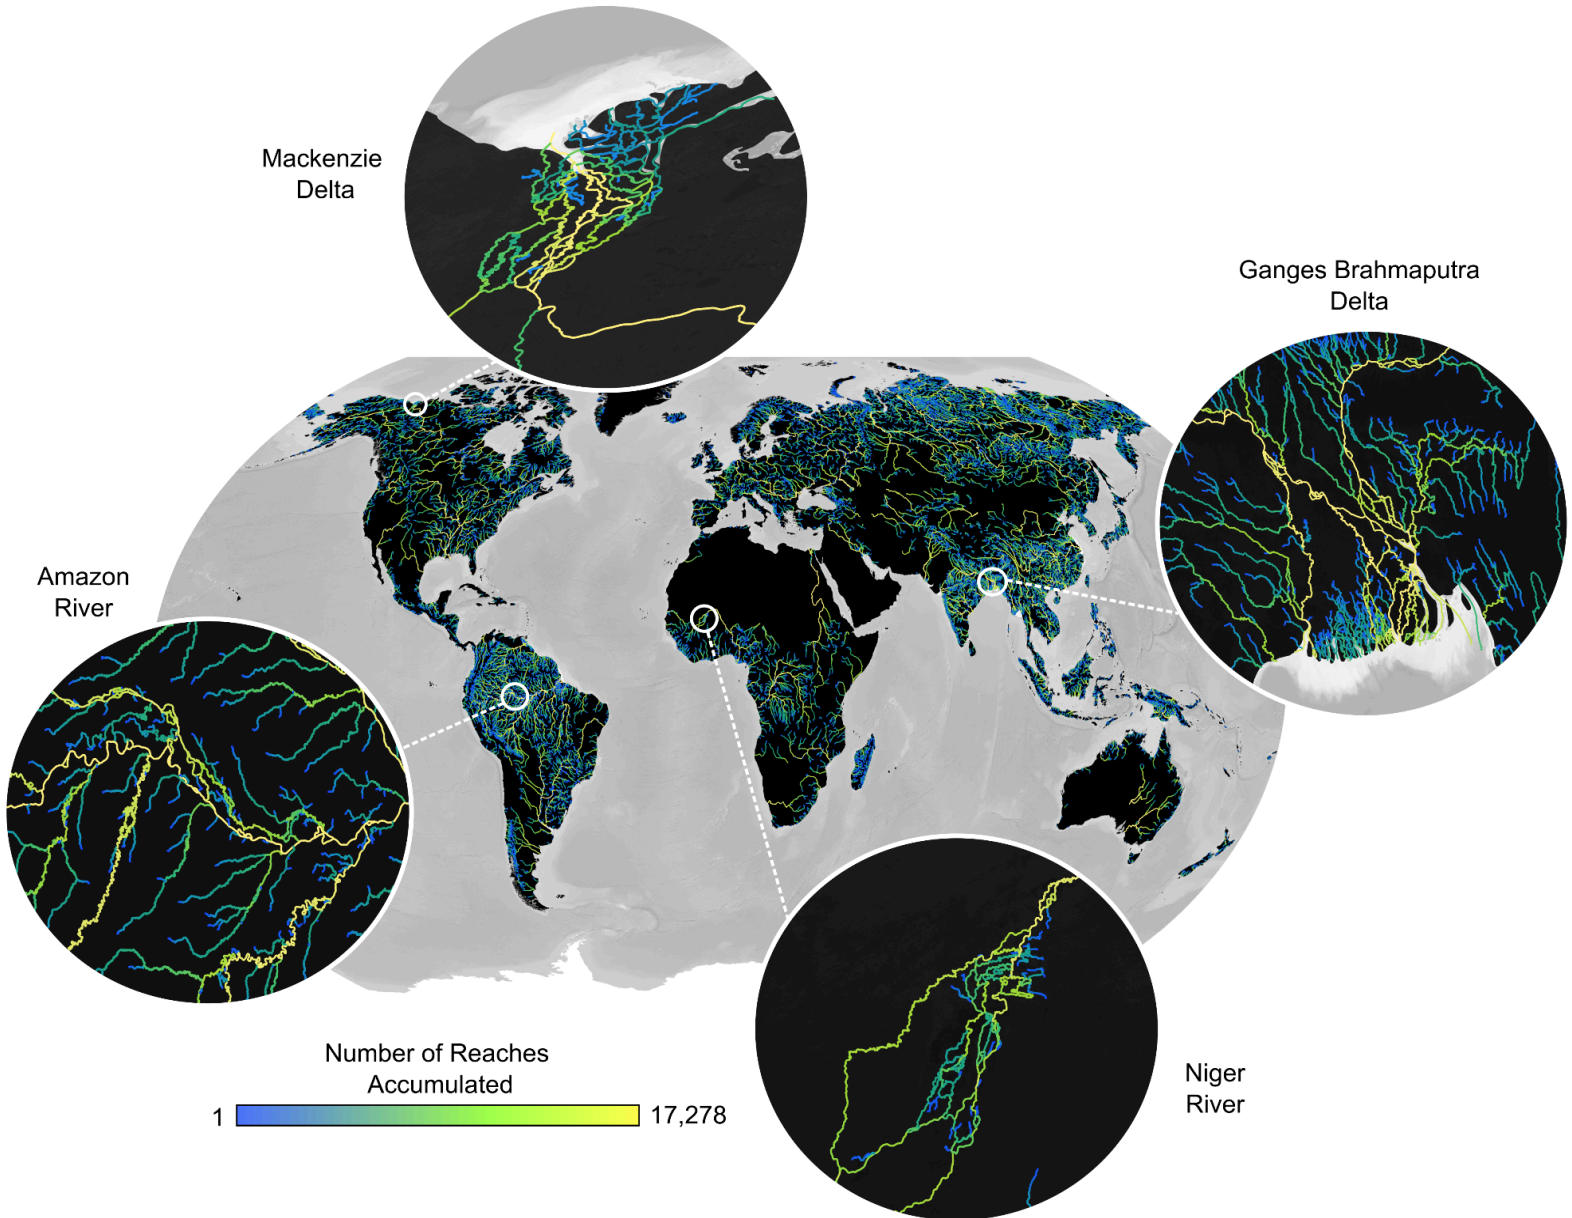 Mackenzie
Delta
Ganges Brahmaputra
Delta
Amazon
River
Number of Reaches
Accumulated
1
17,278
Niger
River